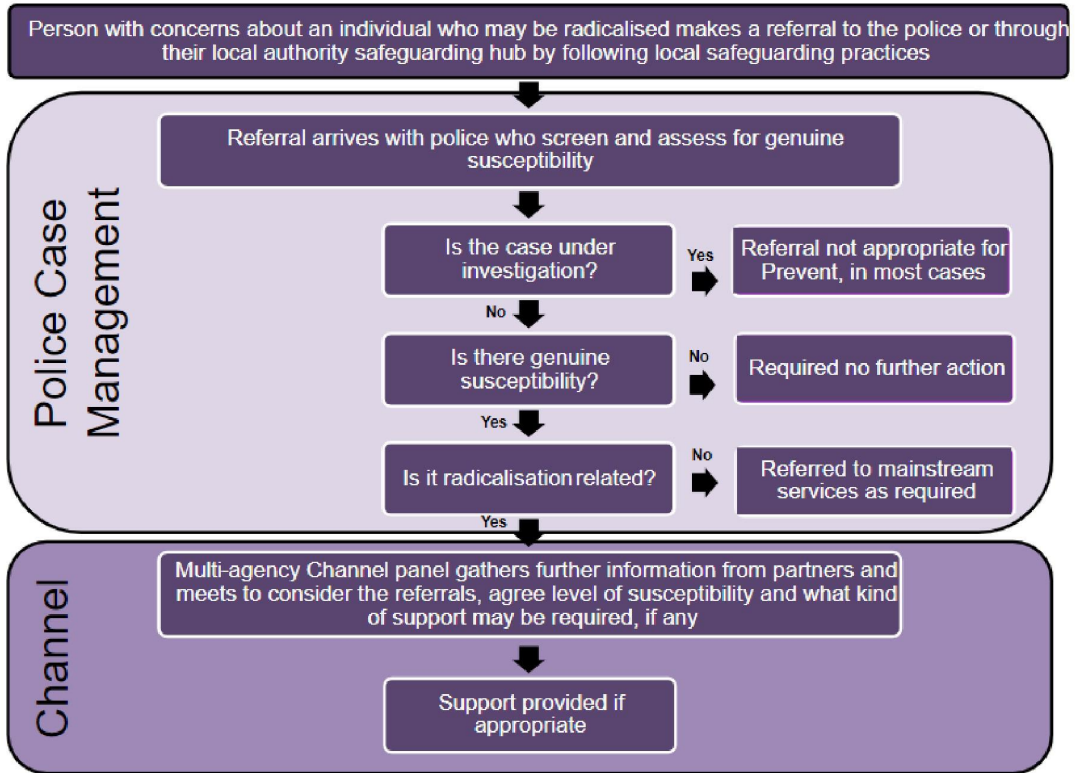 Person with concerns about an individual who may be radicalised makes a referral to the police or through
their local authority safeguarding hub by following local safeguarding practices
Police Case
Management
Referral arrives with police who screen and assess for genuine
susceptibility
Is the case under
investigation?
Yes
Referral not appropriate for
Prevent, in most cases
No
Is there genuine
susceptibility?
No
Required no further action
Yes
Is it radicalisation related?
No
Referred to mainstream
services as required
Yes
Channel
Multi-agency Channel panel gathers further information from partners and
meets to consider the referrals, agree level of susceptibility and what kind
of support may be required, if any
Support provided if
appropriate